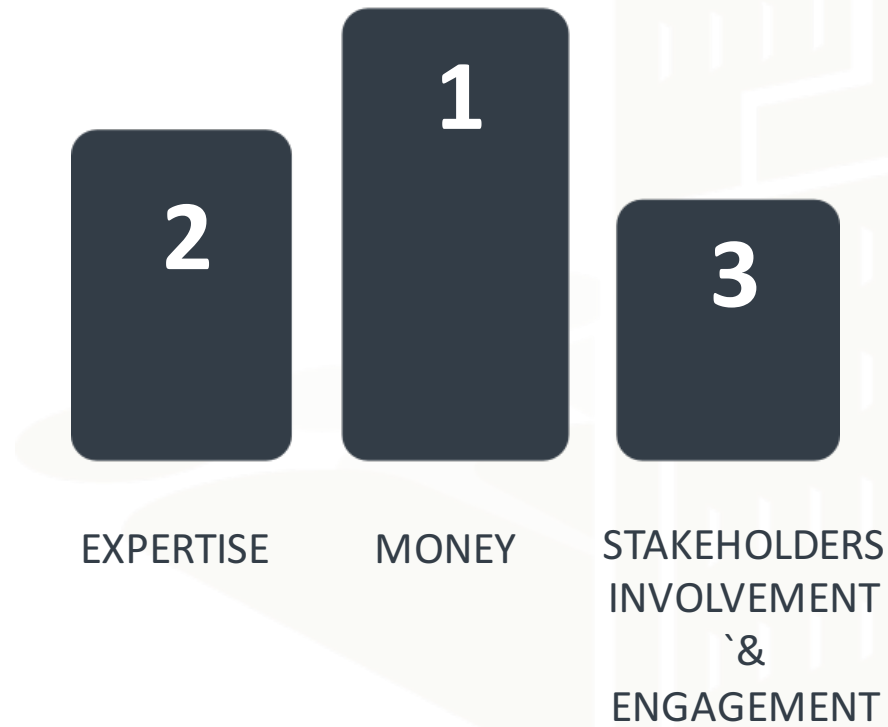 1
2
3
EXPERTISE
MONEY
STAKEHOLDERS
INVOLVEMENT
`&
ENGAGEMENT